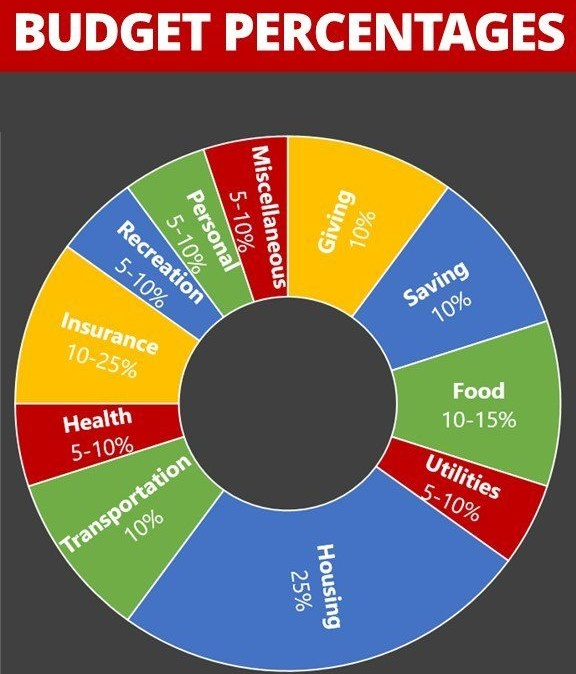 BUDGET PERCENTAGES
Giving
10%
Saving
10%
Food
10-15%
Utilities
5-10%
Housing
25%
Transportation
10%
Health
5-10%
Insurance
10-25%
Recreation
5-10%
Personal
5-10%
Miscellaneous
5-10%